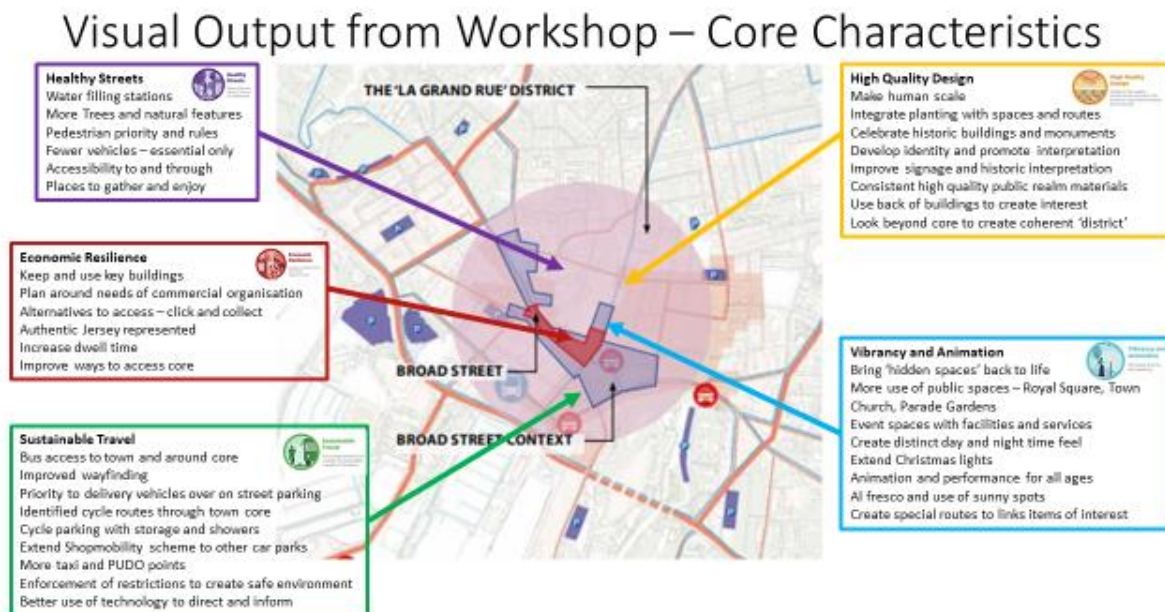 Visual Output from Workshop – Core Characteristics
Healthy Streets
Water filling stations
More Trees and natural features
Pedestrian priority and rules
Fewer vehicles – essential only
Accessibility to and through
Places to gather and enjoy
Healthy Streets
THE 'LA GRAND RUE' DISTRICT
High Quality Design
Make human scale
Integrate planting with spaces and routes
Celebrate historic buildings and monuments
Develop identity and promote interpretation
Improve signage and historic interpretation
Consistent high quality public realm materials
Use back of buildings to create interest
Look beyond core to create coherent 'district'
High Quality Design
Economic Resilience
Keep and use key buildings
Plan around needs of commercial organisation
Alternatives to access – click and collect
Authentic Jersey represented
Increase dwell time
Improve ways to access core
Economic Resilience
BROAD STREET
BROAD STREET CONTEXT
Vibrancy and Animation
Bring 'hidden spaces' back to life
More use of public spaces – Royal Square, Town
Church, Parade Gardens
Event spaces with facilities and services
Create distinct day and night time feel
Extend Christmas lights
Animation and performance for all ages
Al fresco and use of sunny spots
Create special routes to links items of interest
Vibrancy and
Sustainable Travel
Bus access to town and around core
Improved wayfinding
Priority to delivery vehicles over on street parking
Identified cycle routes through town core
Cycle parking with storage and showers
Extend Shopmobility scheme to other car parks
More taxi and PUDO points
Enforcement of restrictions to create safe environment
Better use of technology to direct and inform
Sustainable Travel
P
P
P
P
P
P